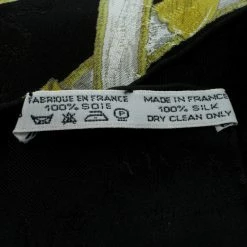 FABRIQUE EN FRANCE
100% SOIE
MADE IN FRANCE
100% SILK
DRY CLEAN ONLY